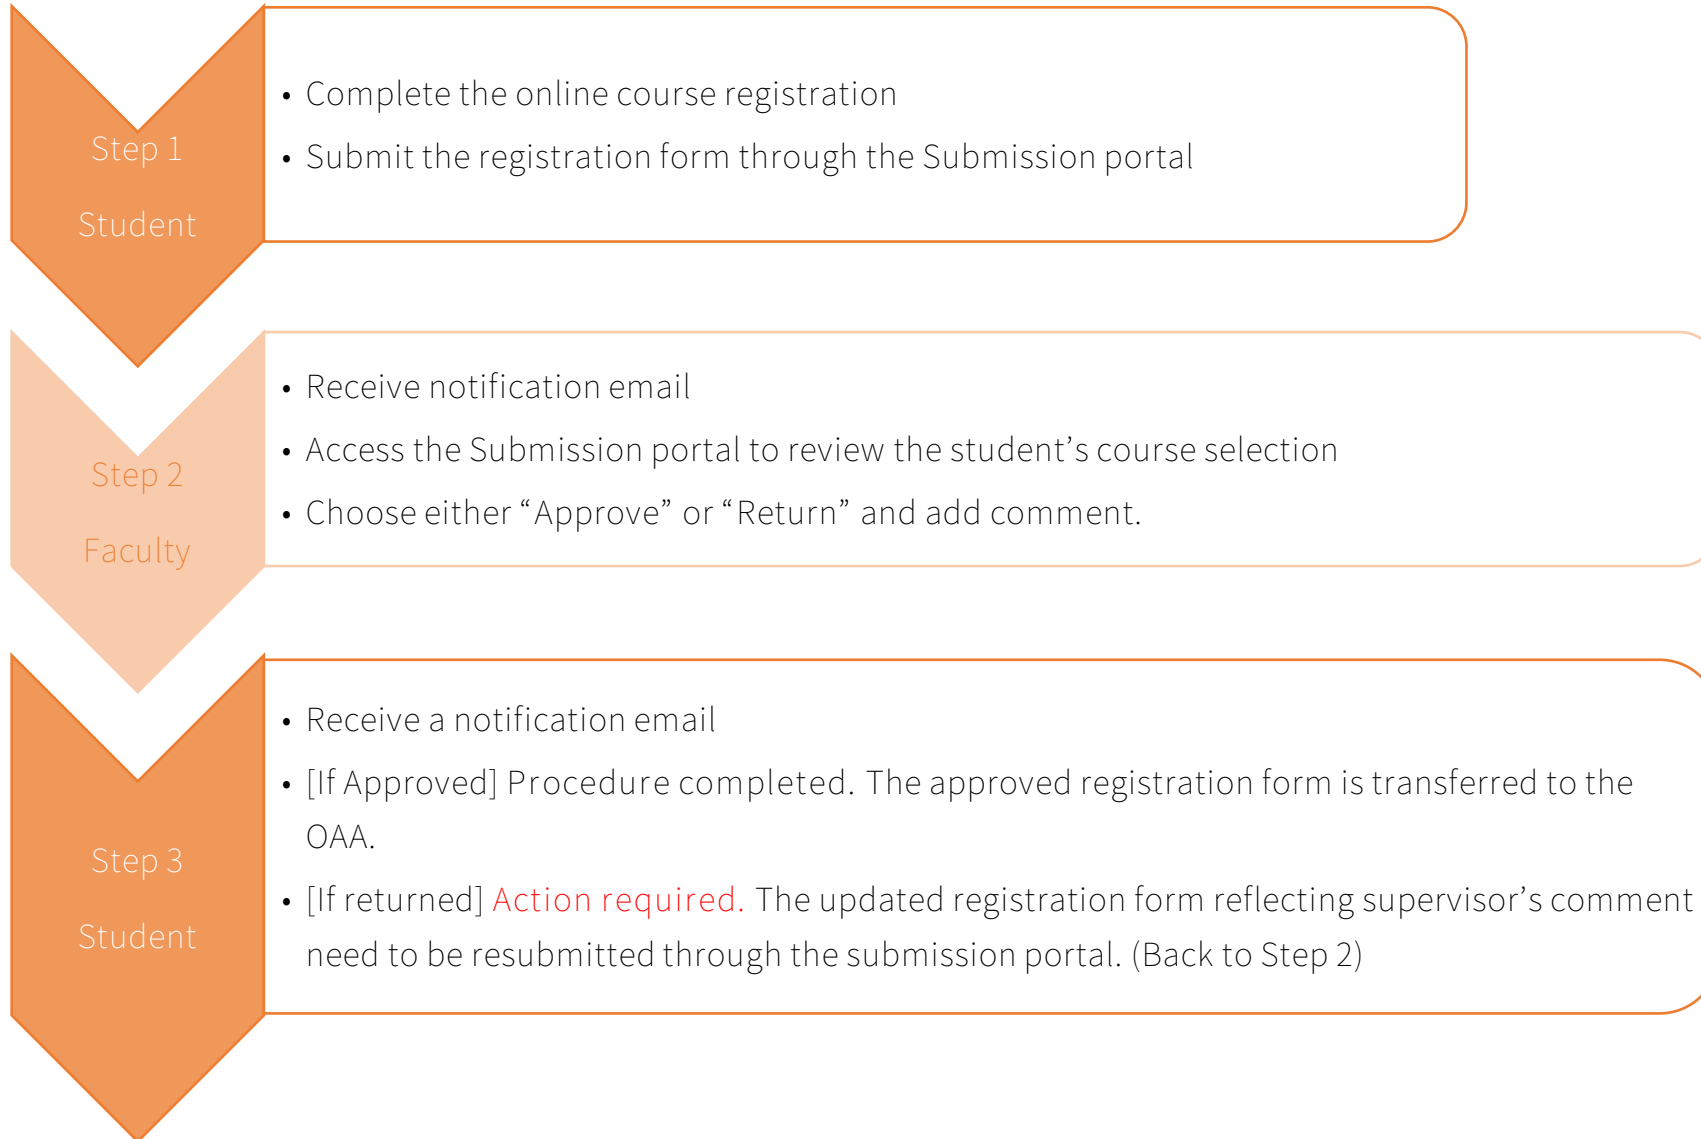 Step 1
Student
• Complete the online course registration
• Submit the registration form through the Submission portal
Step 2
Faculty
• Receive notification email
• Access the Submission portal to review the student’s course selection
• Choose either “Approve” or “Return” and add comment.
Step 3
Student
• Receive a notification email
• [If Approved] Procedure completed. The approved registration form is transferred to the
OAA.
• [If returned] Action required. The updated registration form reflecting supervisor’s comment
need to be resubmitted through the submission portal. (Back to Step 2)